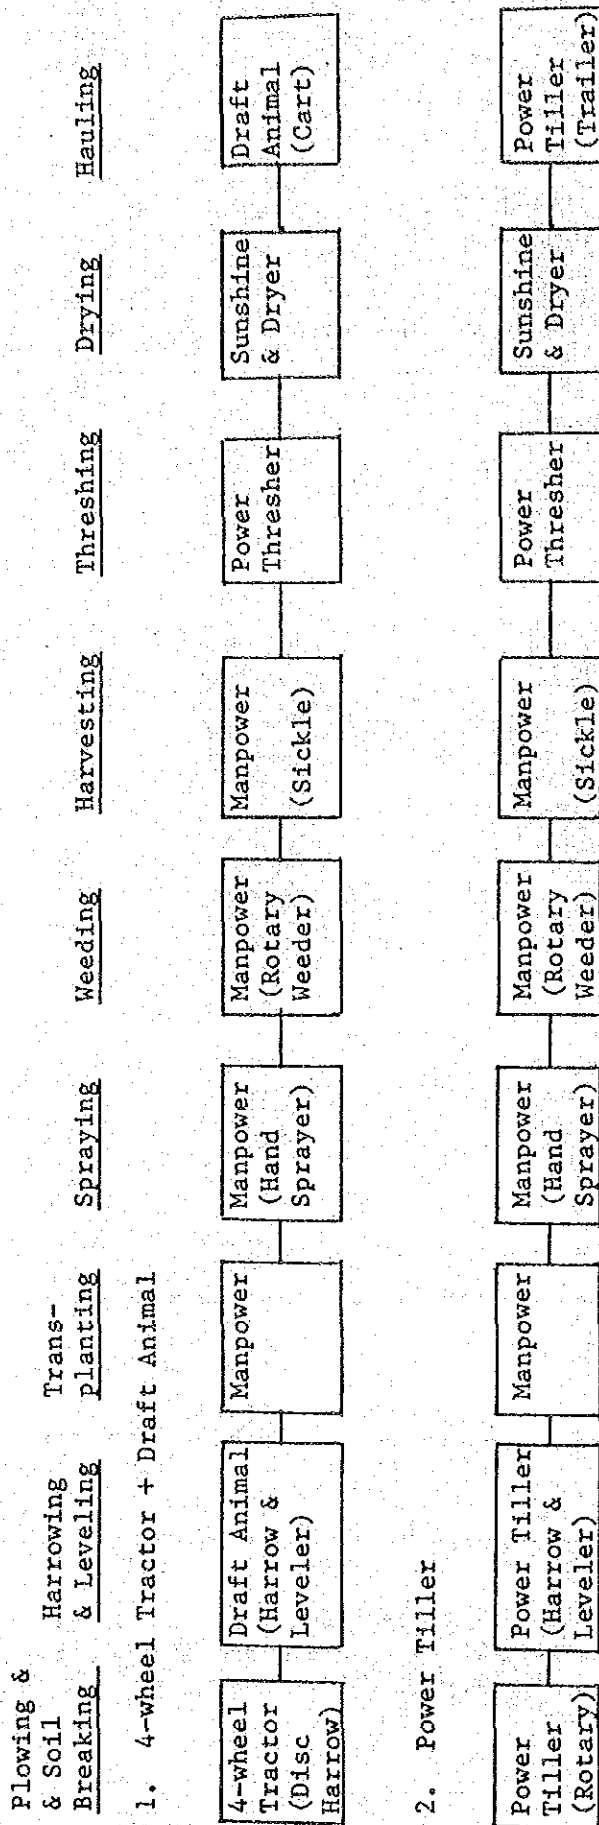 Plowing &
& Soil
Breaking
Harrowing
& Leveling
Trans-
planting
Spraying
Weeding
Harvesting
Threshing
Drying
Hauling
1. 4-wheel Tractor + Draft Animal
4-wheel
Tractor
(Disc
Harrow)
Draft Animal
(Harrow &
Leveler)
Manpower
Manpower
(Hand
Sprayer)
Manpower
(Rotary
Weeder)
Manpower
(Sickle)
Power
Thresher
Sunshine
& Dryer
Draft
Animal
(Cart)
2. Power Tiller
Power
Tiller
(Rotary)
Power Tiller
(Harrow &
Leveler)
Manpower
Manpower
(Hand
Sprayer)
Manpower
(Rotary
Weeder)
Manpower
(Sickle)
Power
Thresher
Sunshine
& Dryer
Power
Tiller
(Trailer)